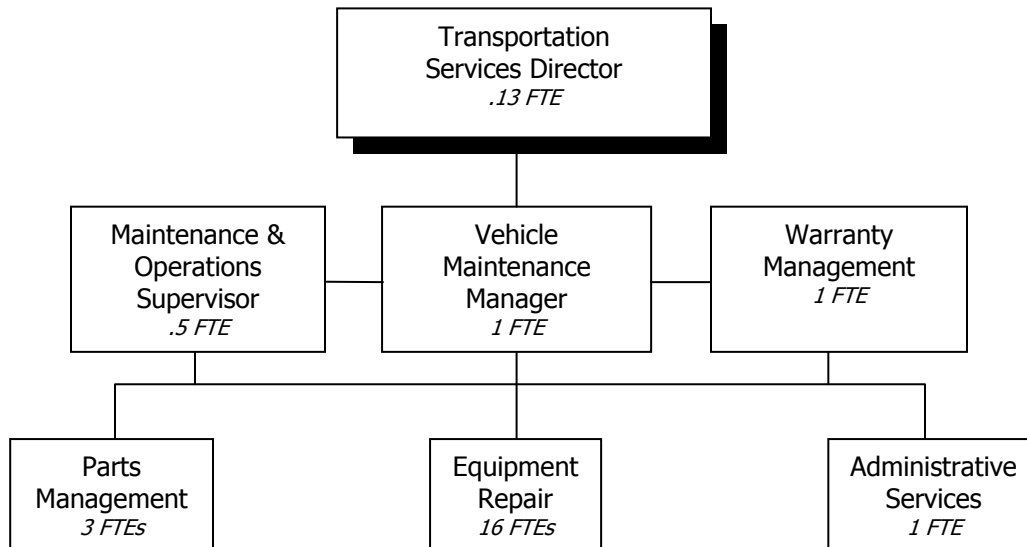 Transportation
Services Director
.13 FTE
Maintenance &
Operations
Supervisor
.5 FTE
Vehicle
Maintenance
Manager
1 FTE
Warranty
Management
1 FTE
Parts
Management
3 FTEs
Equipment
Repair
16 FTEs
Administrative
Services
1 FTE